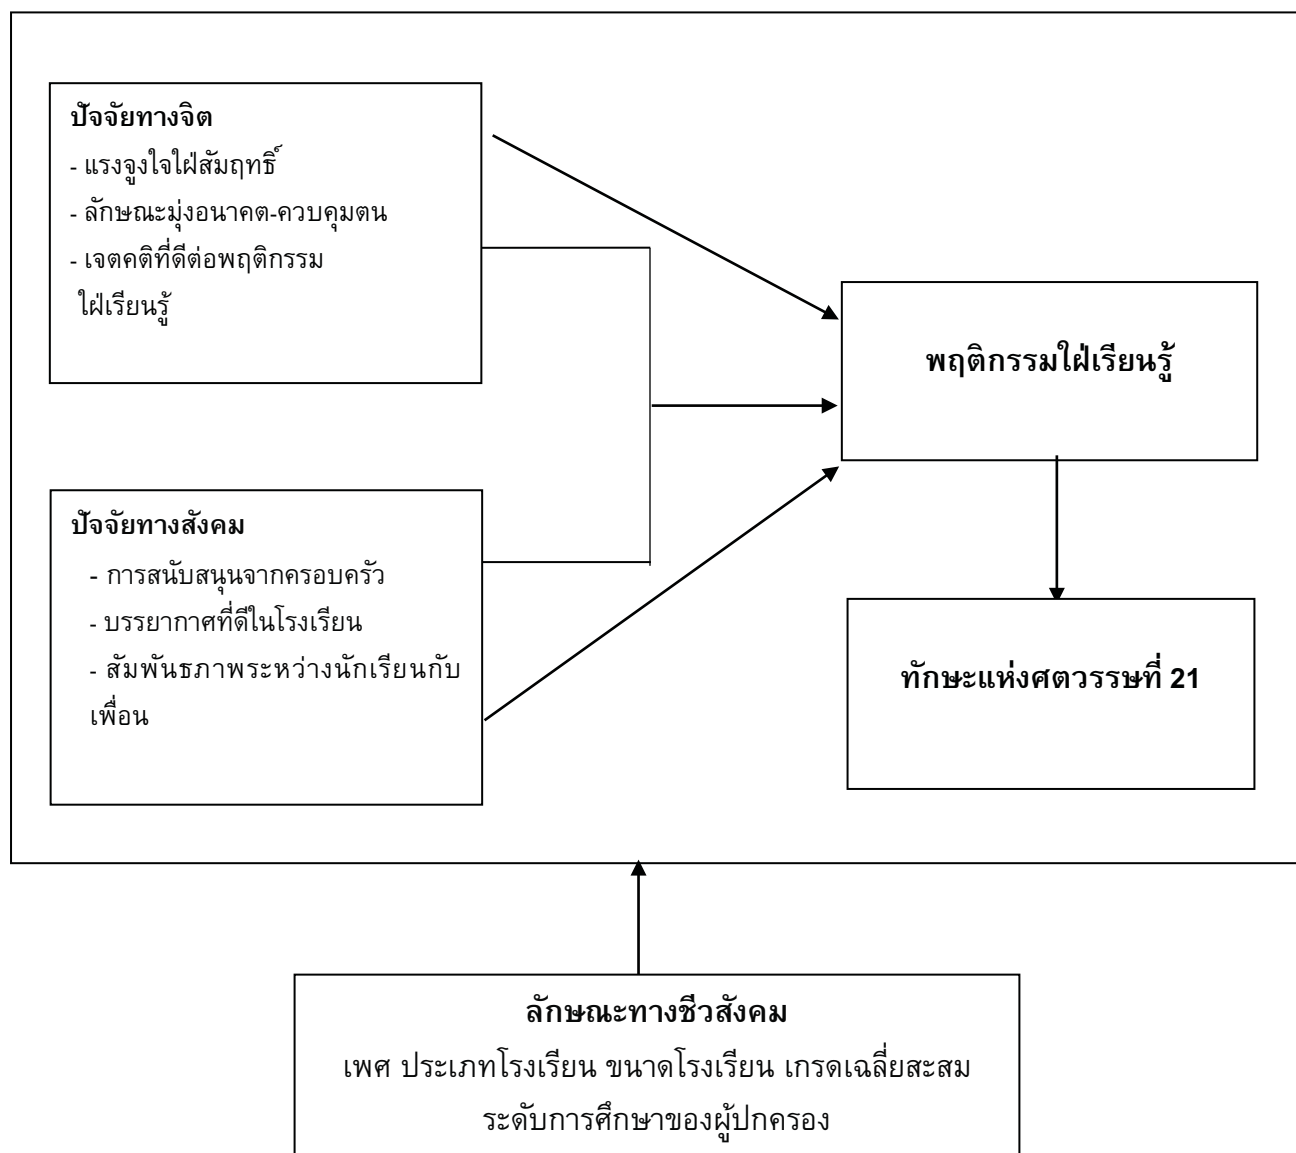 ปัจจัยทางจิต
- แรงจูงใจใฝ่สัมฤทธิ์
- ลักษณะมุ่งอนาคต-ควบคุมตน
- เจตคติที่ดีต่อพฤติกรรม
ใฝ่เรียนรู้
พฤติกรรมใฝ่เรียนรู้
ปัจจัยทางสังคม
- การสนับสนุนจากครอบครัว
- บรรยากาศที่ดีในโรงเรียน
- สัมพันธภาพระหว่างนักเรียนกับ
เพื่อน
ทักษะแห่งศตวรรษที่ 21
ลักษณะทางชีวสังคม
เพศ ประเภทโรงเรียน ขนาดโรงเรียน เกรดเฉลี่ยสะสม
ระดับการศึกษาของผู้ปกครอง